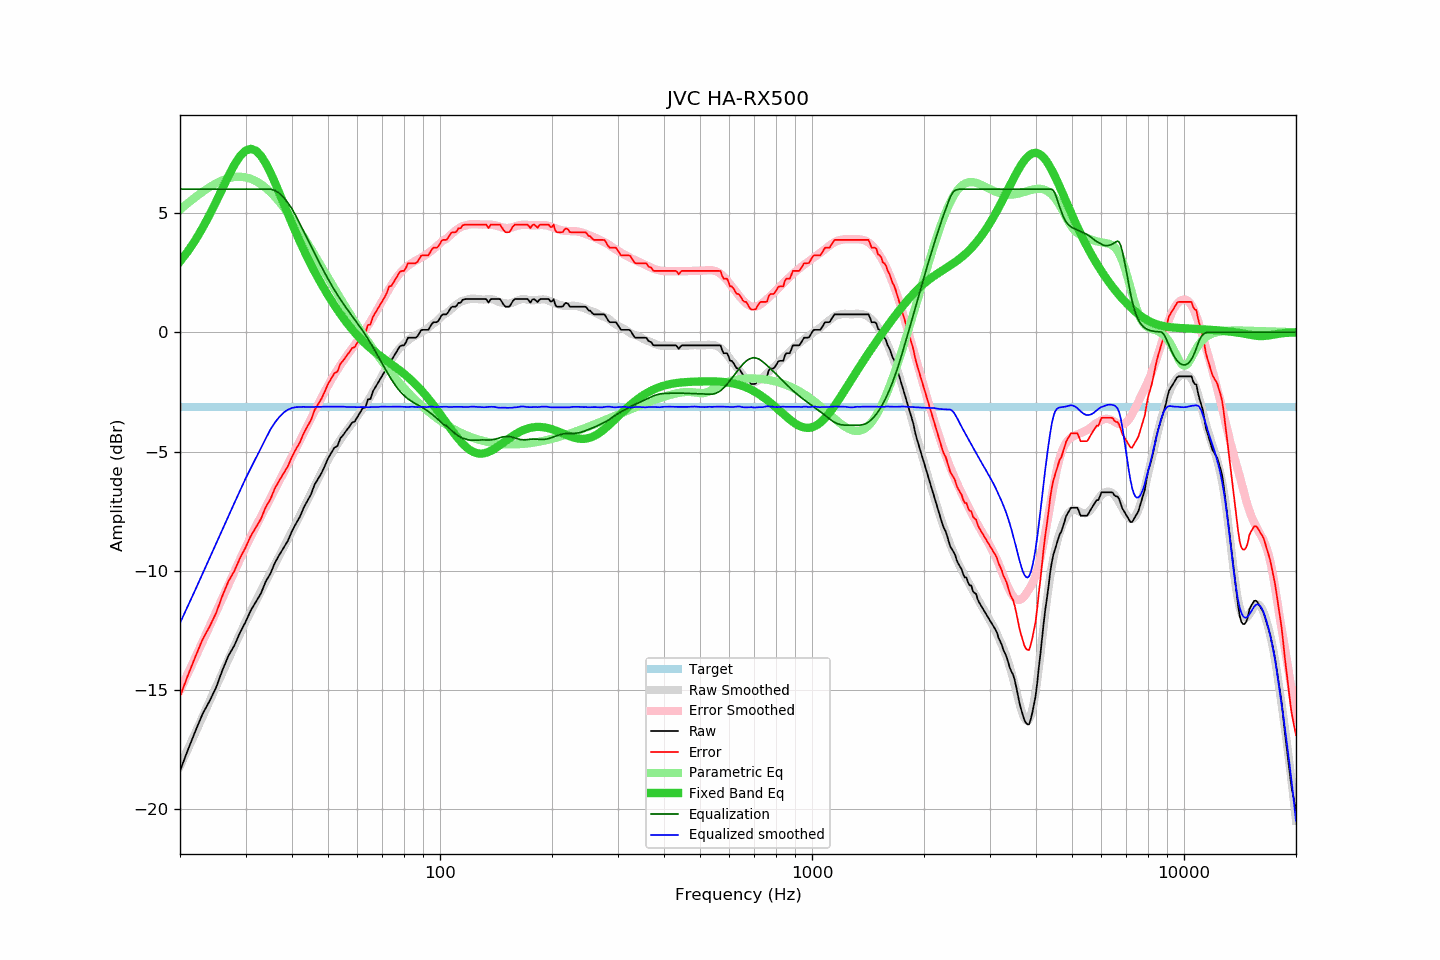 JVC HA-RX500
Amplitude (dBr)
5
0
−5
−10
−15
−20
Target
Raw Smoothed
Error Smoothed
Raw
Error
Parametric Eq
Fixed Band Eq
Equalization
Equalized smoothed
100
1000
10000
Frequency (Hz)